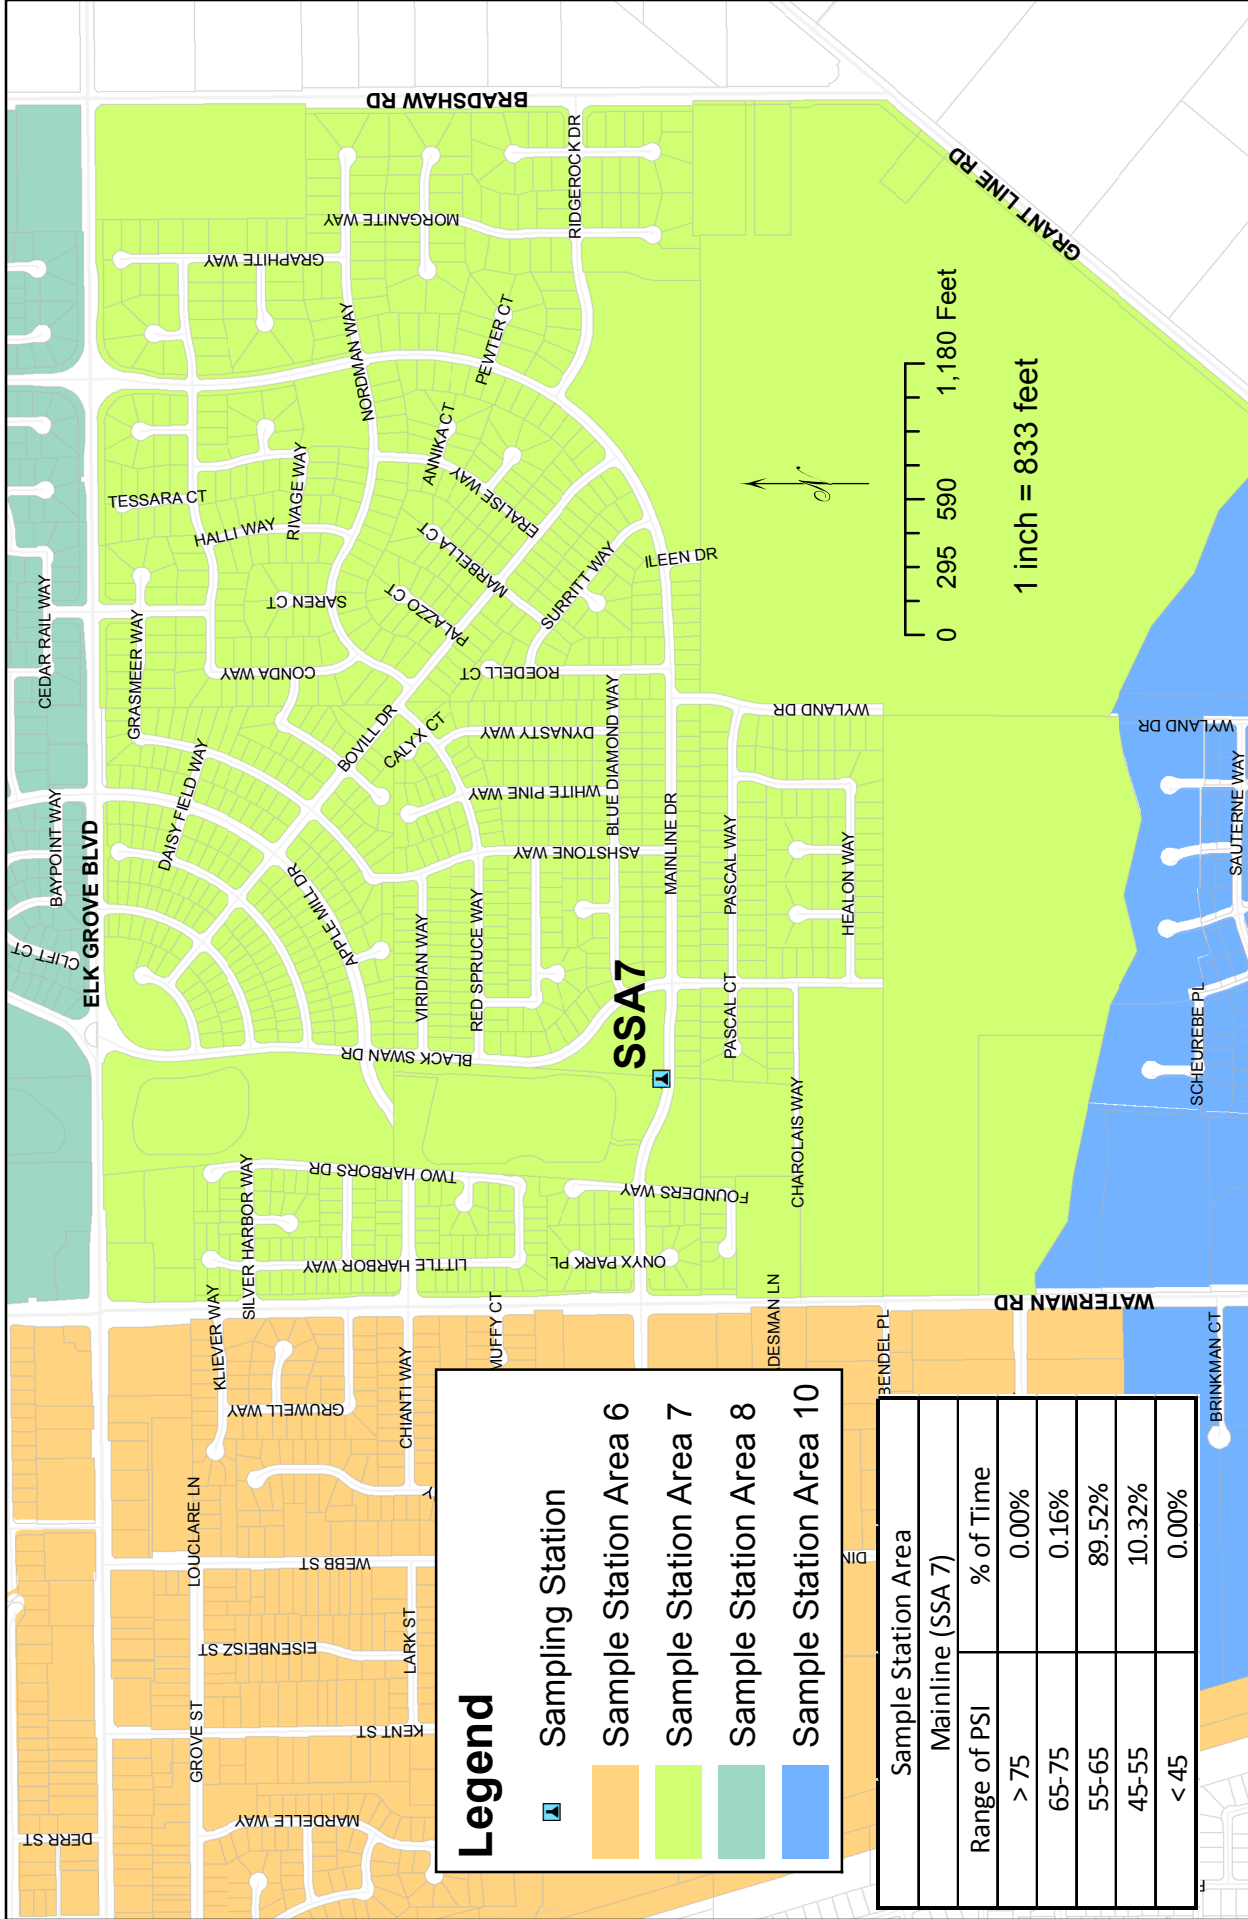 DERR ST
GROVE ST
MARDELLE WAY
KENT ST
LARK ST
EISENBEISZ ST
LOUCLARE LN
WEBB ST
CHIANTI WAY
GRUWELL WAY
KLIEVER WAY
MUFFY CT
SILVER HARBOR WAY
LITTLE HARBOR WAY
TWO HARBORS DR
ONYX PARK PL
FOUNDERS WAY
ADESMAN LN
BENDEL PL
WATERMAN RD
BRINKMAN CT
DIN
Y
CLIFT CT
BAYPOINT WAY
ELK GROVE BLVD
CEDAR RAIL WAY
GRASMEER WAY
DAISY FIELD WAY
APPLE MILL DR
BLACK SWAN DR
VIRIDIAN WAY
RED SPRUCE WAY
SSA7
BOVILL DR
CALYX CT
CONDA WAY
SAREN CT
TESSARA CT
HALLI WAY
RIVAGE WAY
NORDMAN WAY
GRAPHITE WAY
MORGANITE WAY
BRADSHAW RD
RIDGEROCK DR
PEWTER CT
ANNIKA CT
ERALISE WAY
MARBELLA CT
PALAZZO CT
SURRITT WAY
ILEEN DR
ROEDELL CT
DYNASTY WAY
WHITE PINE WAY
BLUE DIAMOND WAY
ASHSTONE WAY
MAINLINE DR
PASCAL WAY
PASCAL CT
WYLAND DR
HEALON WAY
CHAROLAIS WAY
GRANT LINE RD
WYLAND DR
SAUTERNE WAY
SCHEUREBE PL
N
0 295 590 1,180 Feet
1 inch = 833 feet
Legend
Sampling Station
Sample Station Area 6
Sample Station Area 7
Sample Station Area 8
Sample Station Area 10
Sample Station Area
Mainline (SSA 7)
Range of PSI % of Time
> 75 0.00%
65-75 0.16%
55-65 89.52%
45-55 10.32%
< 45 0.00%